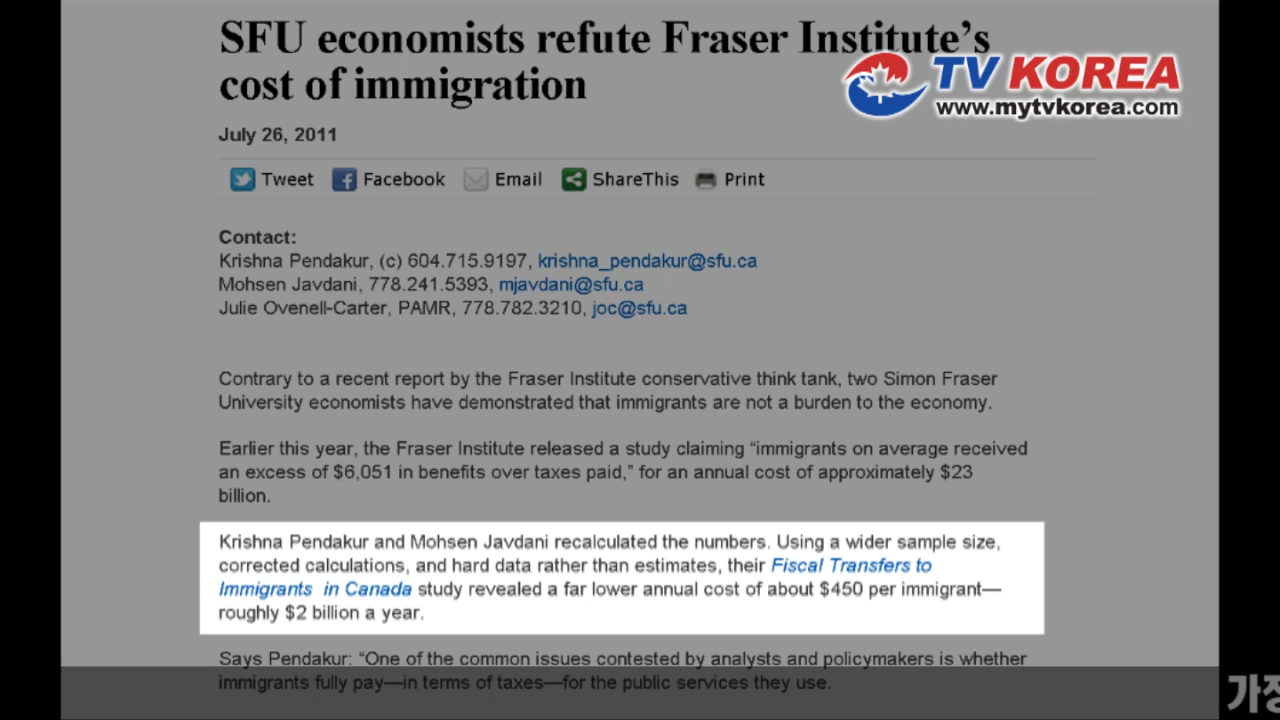 SFU economists refute Fraser Institute's
cost of immigration
TV KOREA
www.mytvkorea.com
July 26, 2011
Tweet Facebook Email ShareThis Print
Contact:
Krishna Pendakur, (c) 604.715.9197, krishna_pendakur@sfu.ca
Mohsen Javdani, 778.241.5393, mjavdani@sfu.ca
Julie Ovenell-Carter, PAMR, 778.782.3210, joc@sfu.ca
Contrary to a recent report by the Fraser Institute conservative think tank, two Simon Fraser
University economists have demonstrated that immigrants are not a burden to the economy.
Earlier this year, the Fraser Institute released a study claiming “immigrants on average received
an excess of $6,051 in benefits over taxes paid,” for an annual cost of approximately $23
billion.
Krishna Pendakur and Mohsen Javdani recalculated the numbers. Using a wider sample size,
corrected calculations, and hard data rather than estimates, their Fiscal Transfers to
Immigrants in Canada study revealed a far lower annual cost of about $450 per immigrant—
roughly $2 billion a year.
Says Pendakur: “One of the common issues contested by analysts and policymakers is whether
immigrants fully pay—in terms of taxes—for the public services they use.